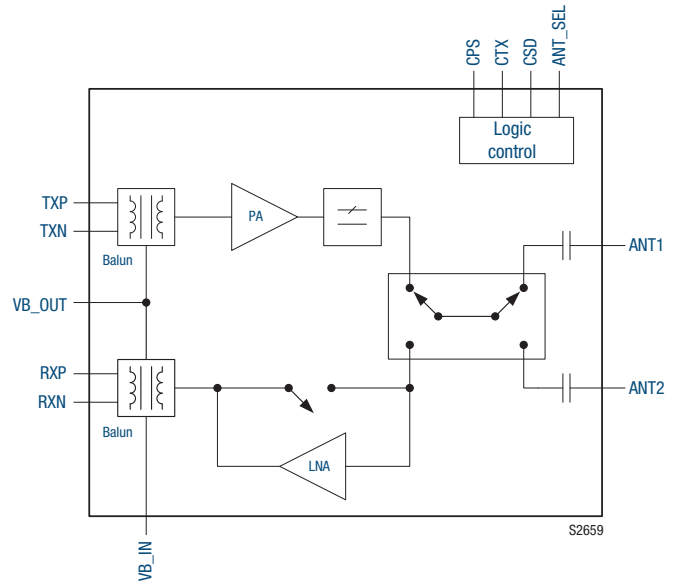 CPS
CTX
CSD
ANT_SEL
Logic
control
TXP
TXN
Balun
PA
ANT1
VB_OUT
RXP
RXN
Balun
ANT2
LNA
S2659
VB_IN